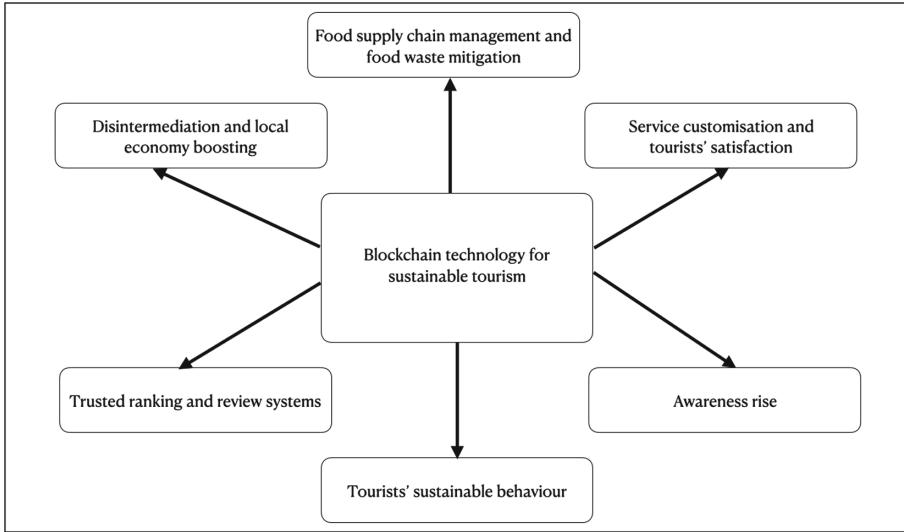 Food supply chain management and
food waste mitigation
Disintermediation and local
economy boosting
Service customisation and
tourists’ satisfaction
Blockchain technology for
sustainable tourism
Trusted ranking and review systems
Awareness rise
Tourists’ sustainable behaviour